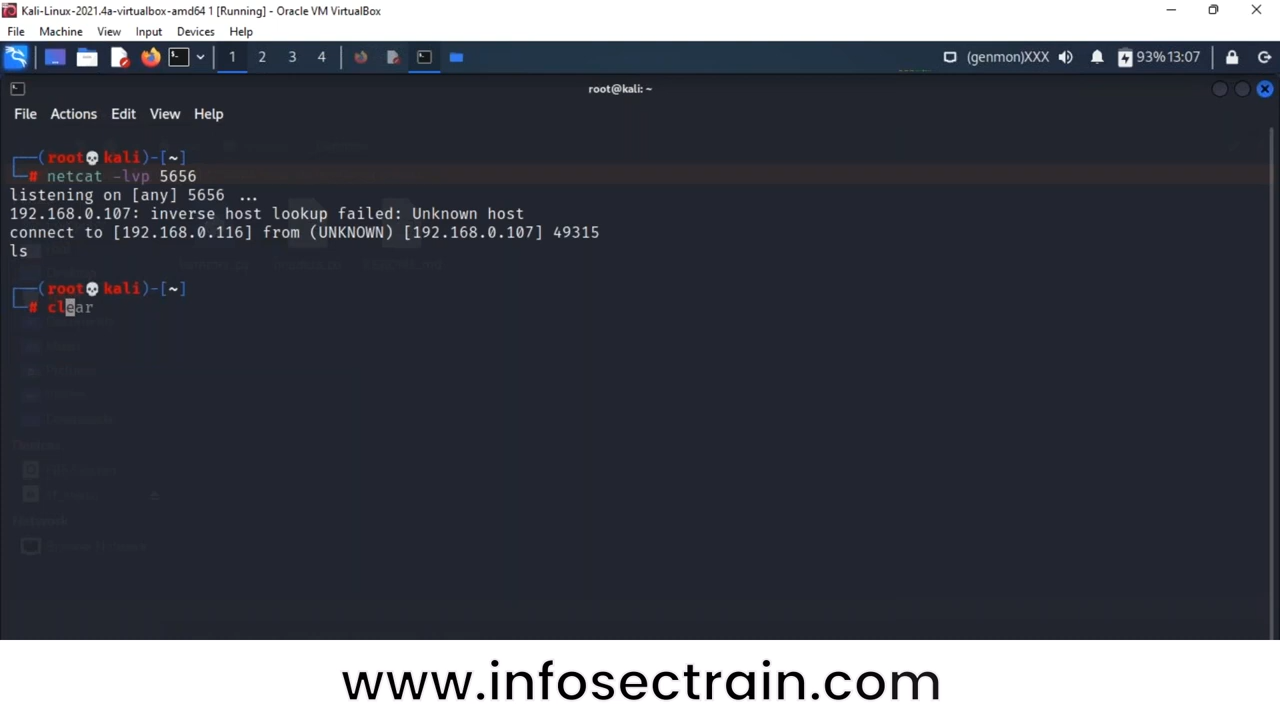 Kali-Linux-2021.4a-virtualbox-amd64 1 [Running] - Oracle VM VirtualBox
File Machine View Input Devices Help
1 2 3 4 (genmon)XXX 93% 13:07
root@kali: ~
File Actions Edit View Help
┌──(root💀kali)-[~]
└─# netcat -lvp 5656
listening on [any] 5656 ...
192.168.0.107: inverse host lookup failed: Unknown host
connect to [192.168.0.116] from (UNKNOWN) [192.168.0.107] 49315
ls
┌──(root💀kali)-[~]
└─# clear
www.infosectrain.com